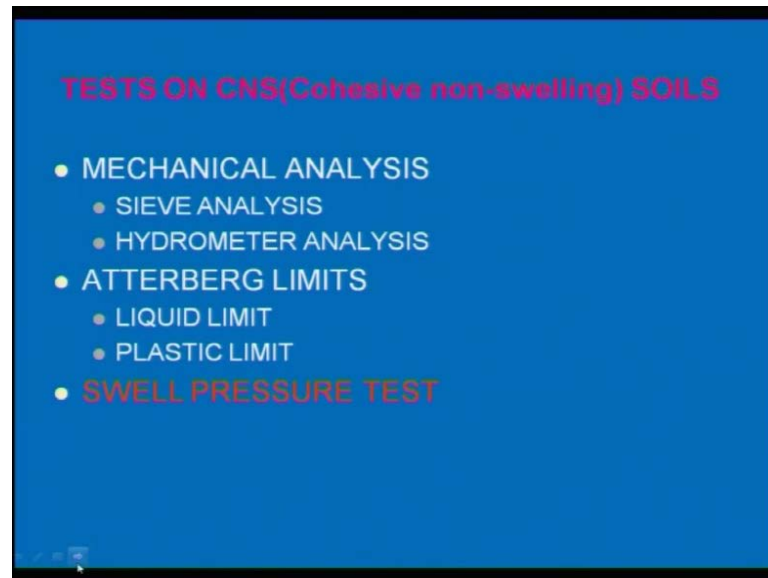 TESTS ON CNS(Cohesive non-swelling) SOILS
MECHANICAL ANALYSIS
SIEVE ANALYSIS
HYDROMETER ANALYSIS
ATTERBERG LIMITS
LIQUID LIMIT
PLASTIC LIMIT
SWELL PRESSURE TEST